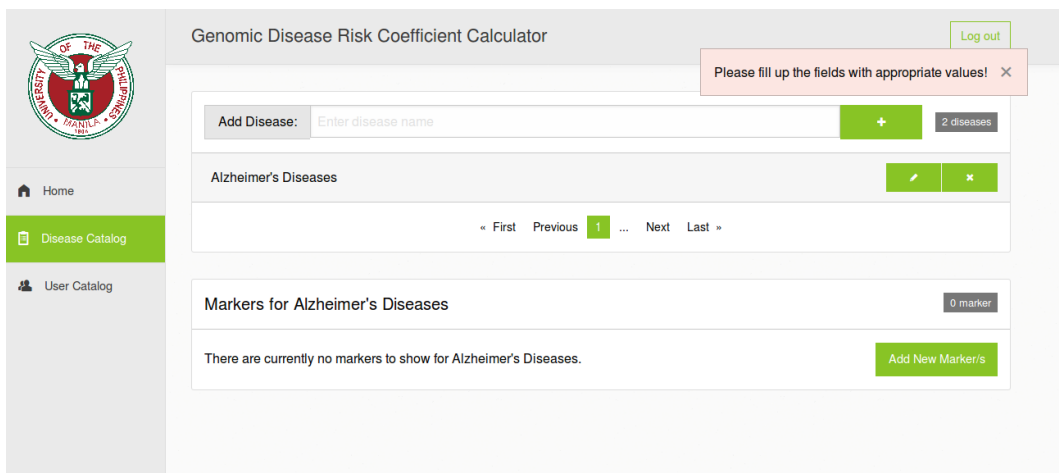 UNIVERSITY OF THE PHILIPPINES
MANILA
1908
Genomic Disease Risk Coefficient Calculator
Log out
Please fill up the fields with appropriate values! ×
Add Disease: Enter disease name + 2 diseases
Home
Alzheimer's Diseases
Disease Catalog
« First Previous 1 ... Next Last »
User Catalog
Markers for Alzheimer's Diseases 0 marker
There are currently no markers to show for Alzheimer's Diseases. Add New Marker/s